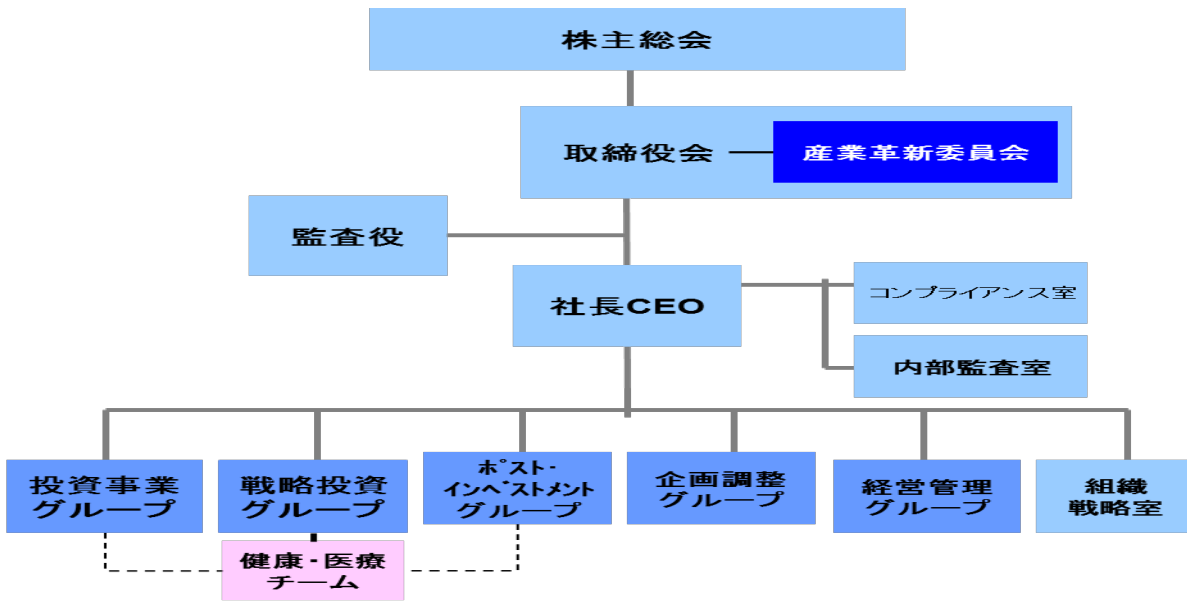 株主総会
取締役会
産業革新委員会
監査役
社長CEO
コンプライアンス室
内部監査室
投資事業
グループ
戦略投資
グループ
ポスト・
インベストメント
グループ
企画調整
グループ
経営管理
グループ
組織
戦略室
健康・医療
チーム